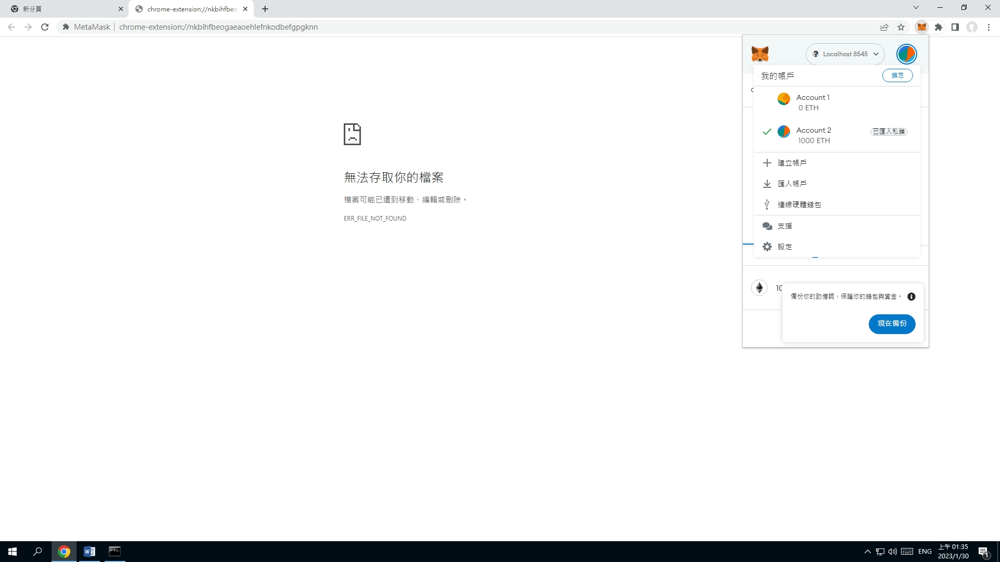 新分頁
chrome-extension://nkbihfbeo
MetaMask
chrome-extension://nkbihfbeogaeaoehlefnkodbefgpgknn
Localhost 8545
我的帳戶
鎖定
Account 1
0 ETH
Account 2
已匯入私鑰
1000 ETH
建立帳戶
匯入帳戶
連線硬體錢包
支援
設定
無法存取你的檔案
檔案可能已遭到移動、編輯或刪除。
ERR_FILE_NOT_FOUND
10
備份你的助憶詞，保護你的錢包與資金。
現在備份
ENG
上午 01:35
2023/1/30
1